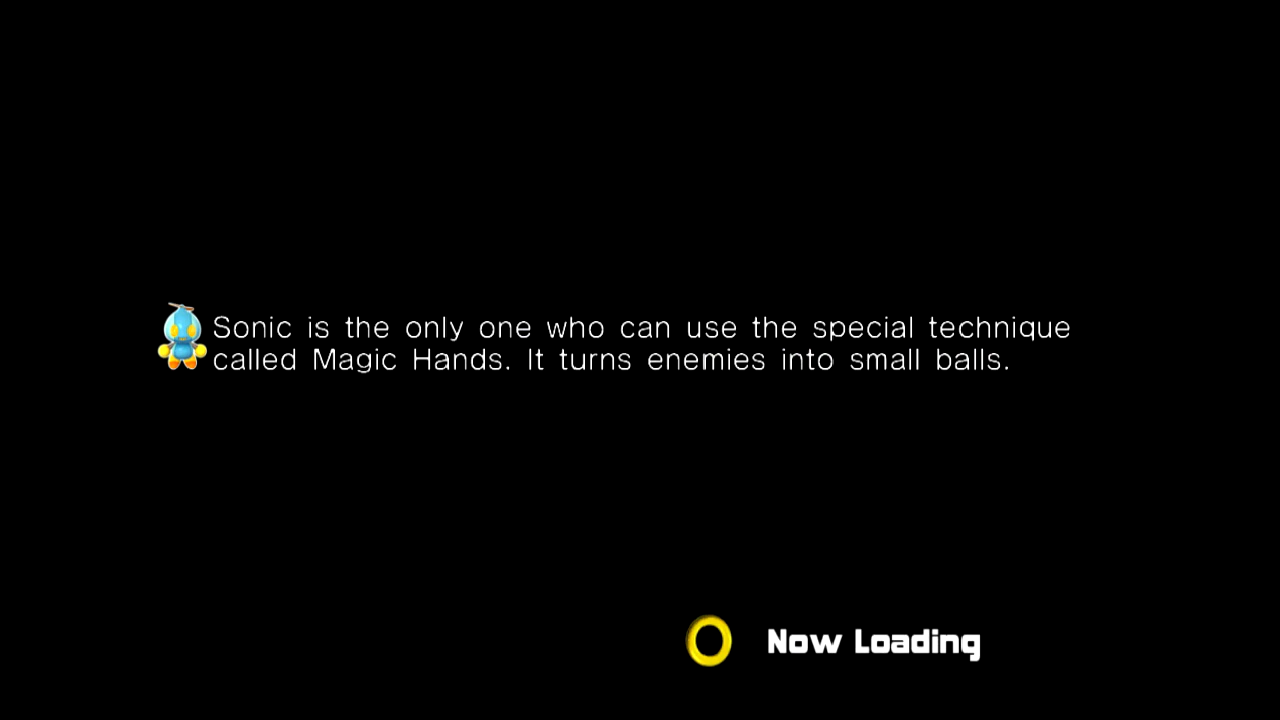 Sonic is the only one who can use the special technique
called Magic Hands. It turns enemies into small balls.
Now Loading